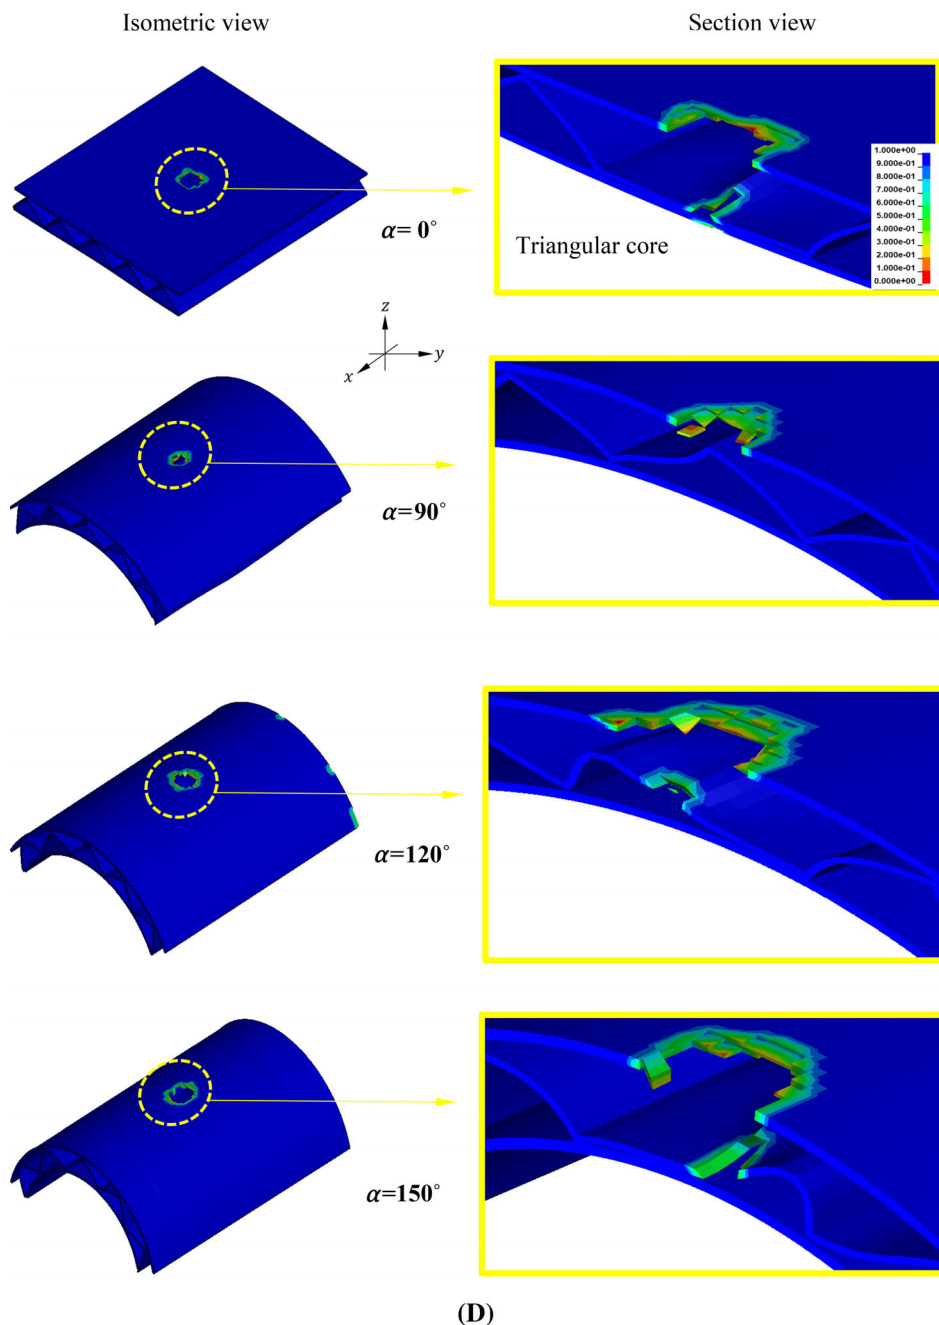 Isometric view
Section view
α= 0°
Triangular core
1.000e+00
9.000e-01
8.000e-01
7.000e-01
6.000e-01
5.000e-01
4.000e-01
3.000e-01
2.000e-01
1.000e-01
0.000e+00
z
y
x
α=90°
α=120°
α=150°
(D)